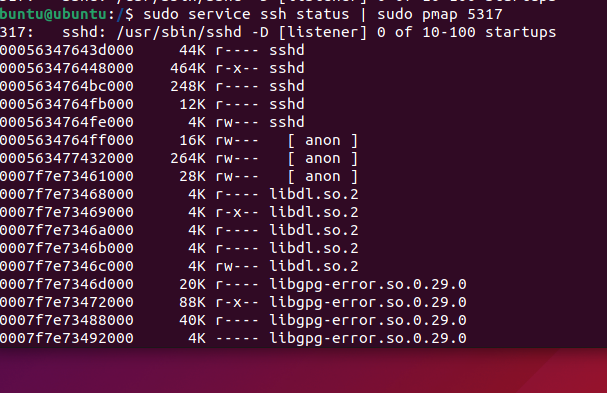 buntu@ubuntu:/$ sudo service ssh status | sudo pmap 5317
317:   sshd: /usr/sbin/sshd -D [listener] 0 of 10-100 startups
00056347643d000     44K r---- sshd
000563476448000    464K r-x-- sshd
0005634764bc000    248K r---- sshd
0005634764fb000     12K r---- sshd
0005634764fe000      4K rw--- sshd
0005634764ff000     16K rw---   [ anon ]
000563477432000    264K rw---   [ anon ]
0007f7e73461000     28K rw---   [ anon ]
0007f7e73468000      4K r---- libdl.so.2
0007f7e73469000      4K r-x-- libdl.so.2
0007f7e7346a000      4K r---- libdl.so.2
0007f7e7346b000      4K r---- libdl.so.2
0007f7e7346c000      4K rw--- libdl.so.2
0007f7e7346d000     20K r---- libgpg-error.so.0.29.0
0007f7e73472000     88K r-x-- libgpg-error.so.0.29.0
0007f7e73488000     40K r---- libgpg-error.so.0.29.0
0007f7e73492000      4K ----- libgpg-error.so.0.29.0